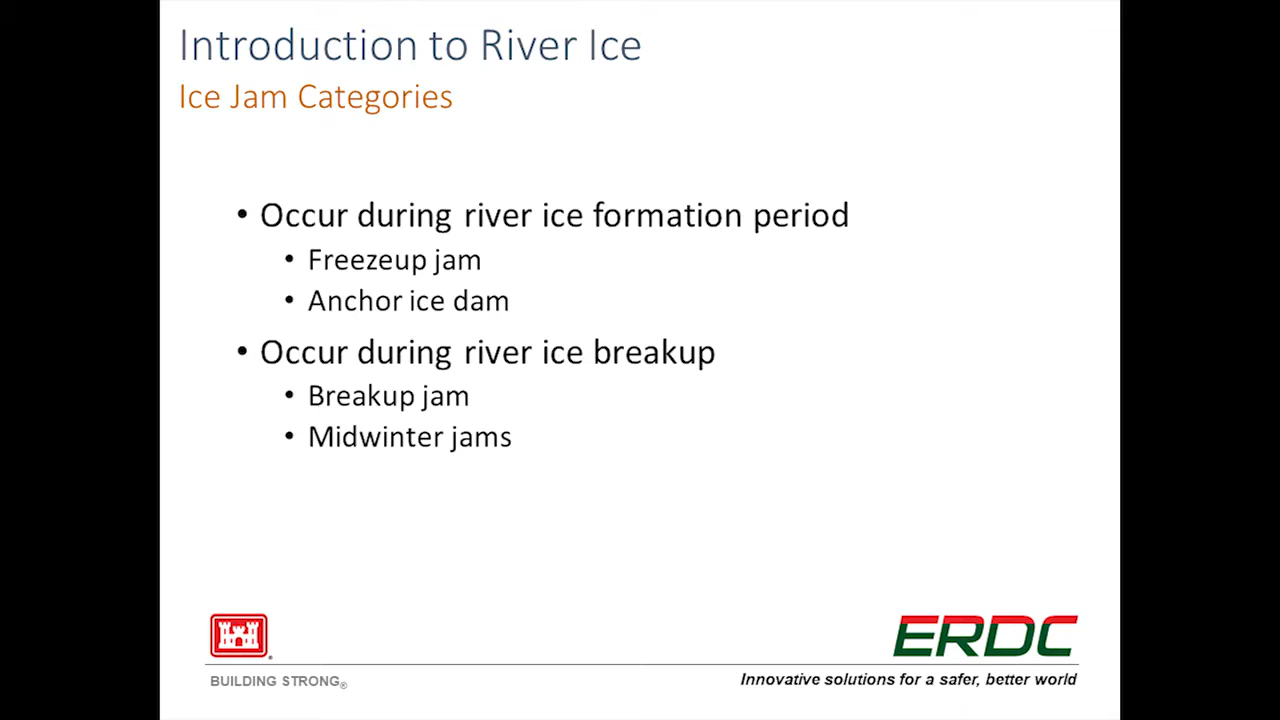 Introduction to River Ice
Ice Jam Categories
• Occur during river ice formation period
• Freezeup jam
• Anchor ice dam
• Occur during river ice breakup
• Breakup jam
• Midwinter jams
ERDC
BUILDING STRONG®
Innovative solutions for a safer, better world